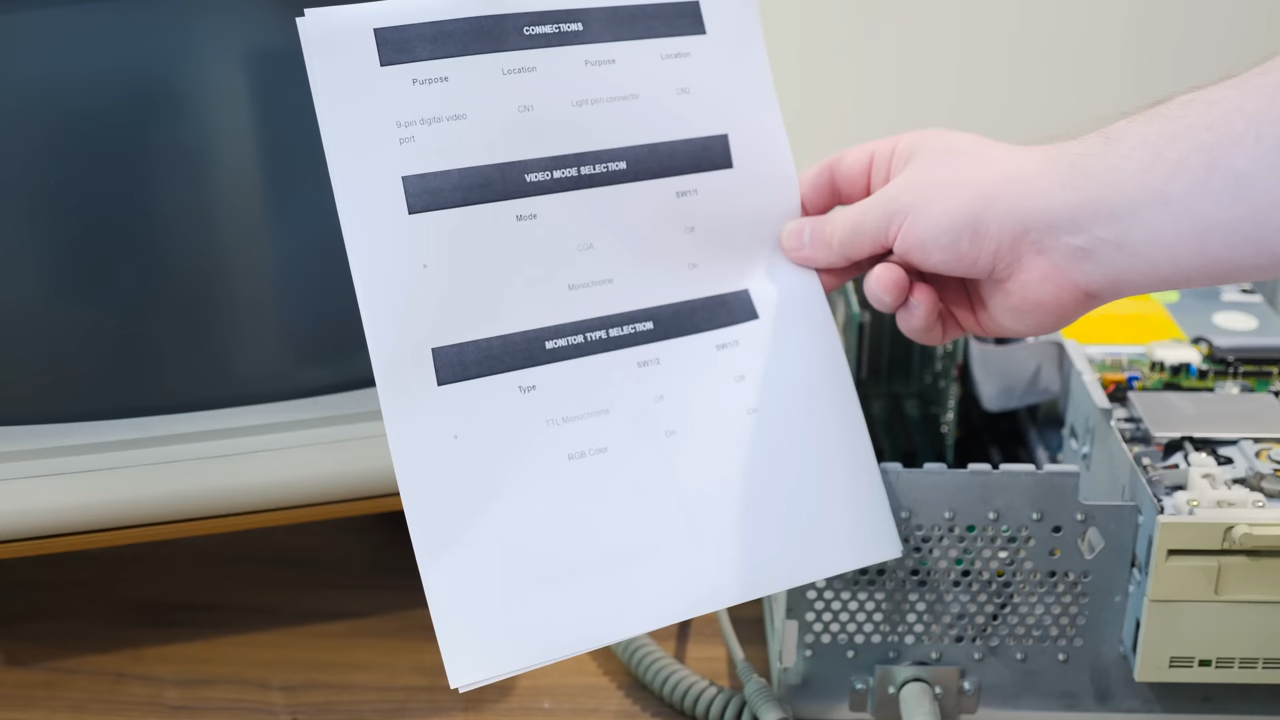 CONNECTIONS
Purpose Location Purpose Location
9-pin digital video CN1 Light pen connector CN2
port
VIDEO MODE SELECTION
Mode SW1/1
CGA Off
Monochrome On
MONITOR TYPE SELECTION
Type SW1/2 SW1/3
TTL Monochrome Off Off
RGB Color On On